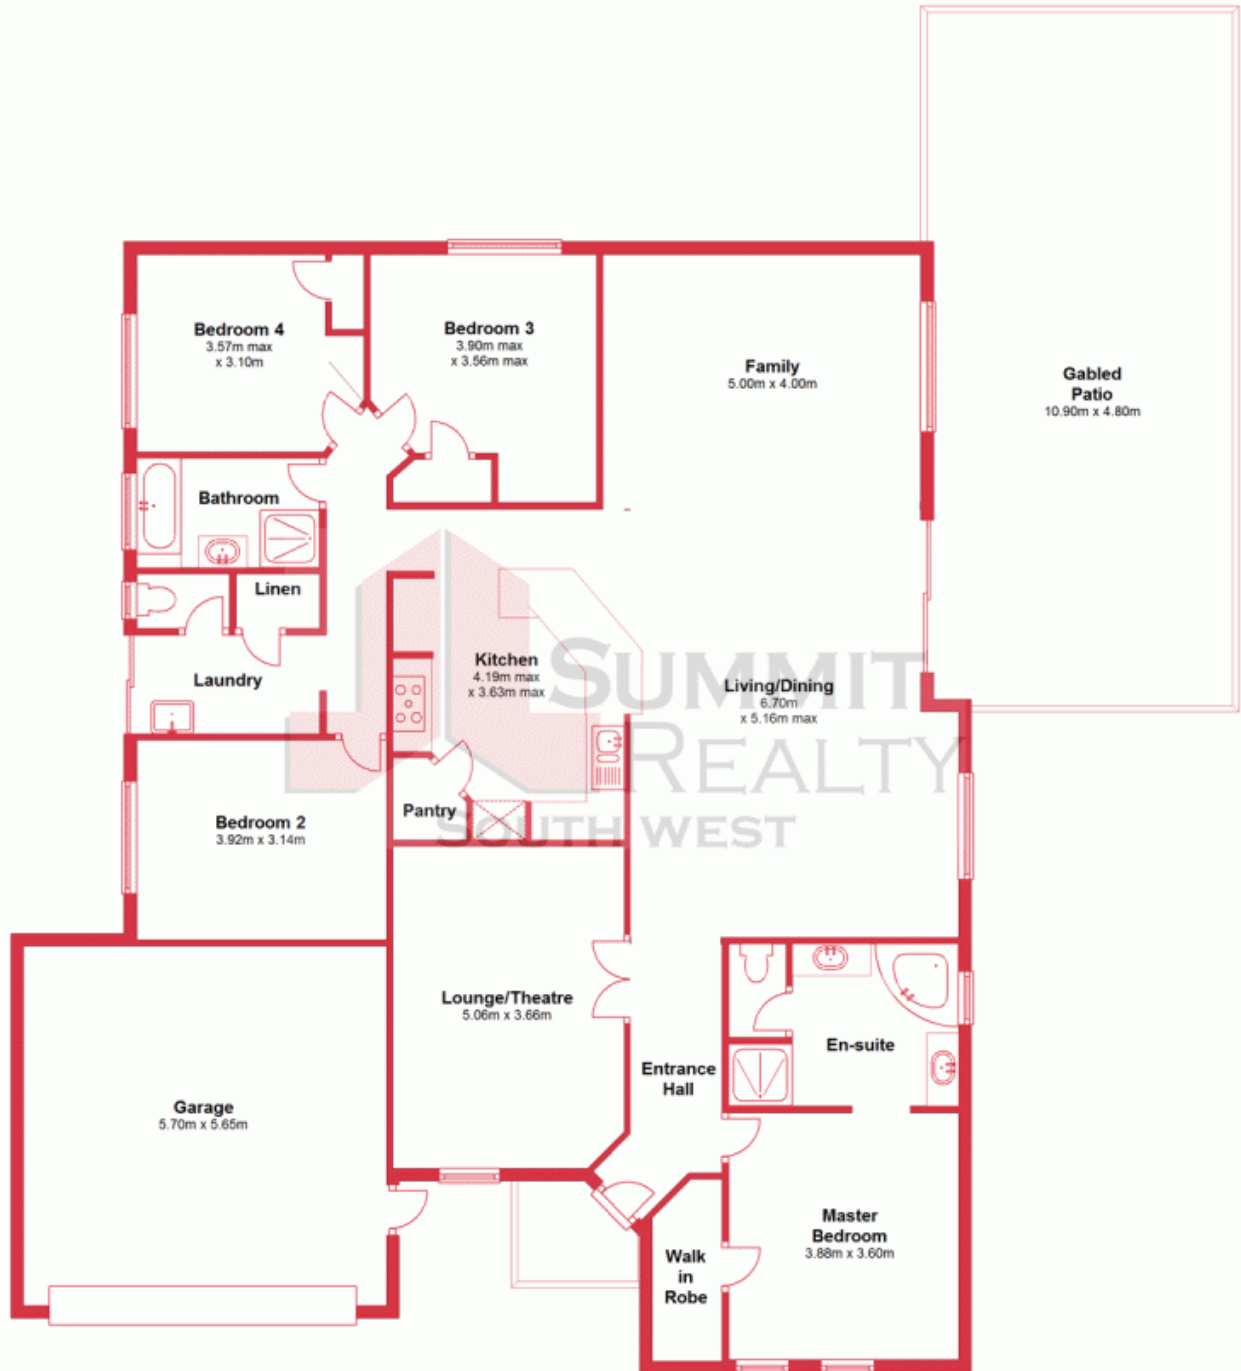 Bedroom 4
3.57m max
x 3.10m
Bedroom 3
3.90m max
x 3.56m max
Family
5.00m x 4.00m
Gabled
Patio
10.90m x 4.80m
Bathroom
Linen
Laundry
Kitchen
4.19m max
x 3.63m max
Living/Dining
6.70m
x 5.16m max
SUMMIT
REALTY
SOUTH WEST
Pantry
Bedroom 2
3.92m x 3.14m
Lounge/Theatre
5.06m x 3.66m
Entrance
Hall
En-suite
Garage
5.70m x 5.65m
Master
Bedroom
3.88m x 3.60m
Walk
in
Robe